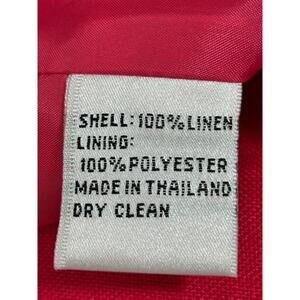 SHELL: 100% LINEN
LINING:
100% POLYESTER
MADE IN THAILAND
DRY CLEAN